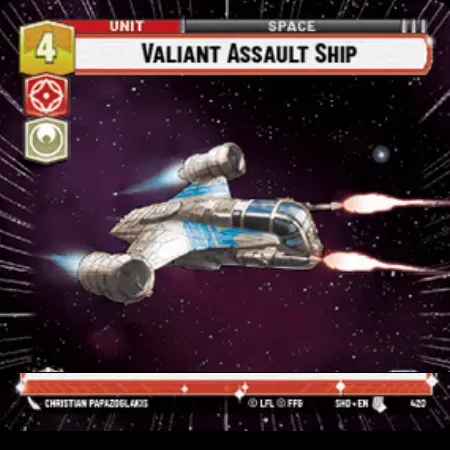 UNIT SPACE
4
VALIANT ASSAULT SHIP
CHRISTIAN PAPAZOGLAKIS © LFL © FFG SHD • EN 420